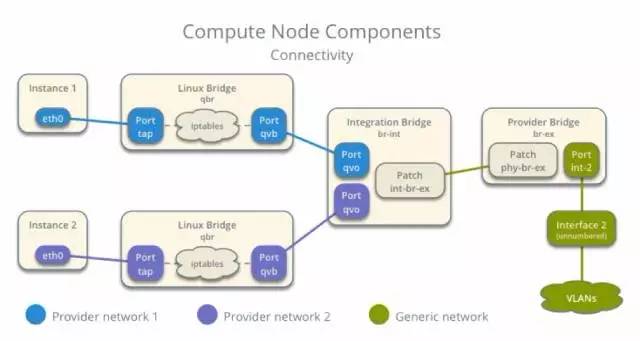 Compute Node Components
Connectivity
Instance 1
eth0
Linux Bridge
qbr
Port
tap
iptables
Port
qvb
Integration Bridge
br-int
Port
qvo
Port
qvo
Patch
int-br-ex
Provider Bridge
br-ex
Patch
phy-br-ex
Port
int-2
Instance 2
eth0
Linux Bridge
qbr
Port
tap
iptables
Port
qvb
Interface 2
(unnumbered)
VLANs
Provider network 1
Provider network 2
Generic network